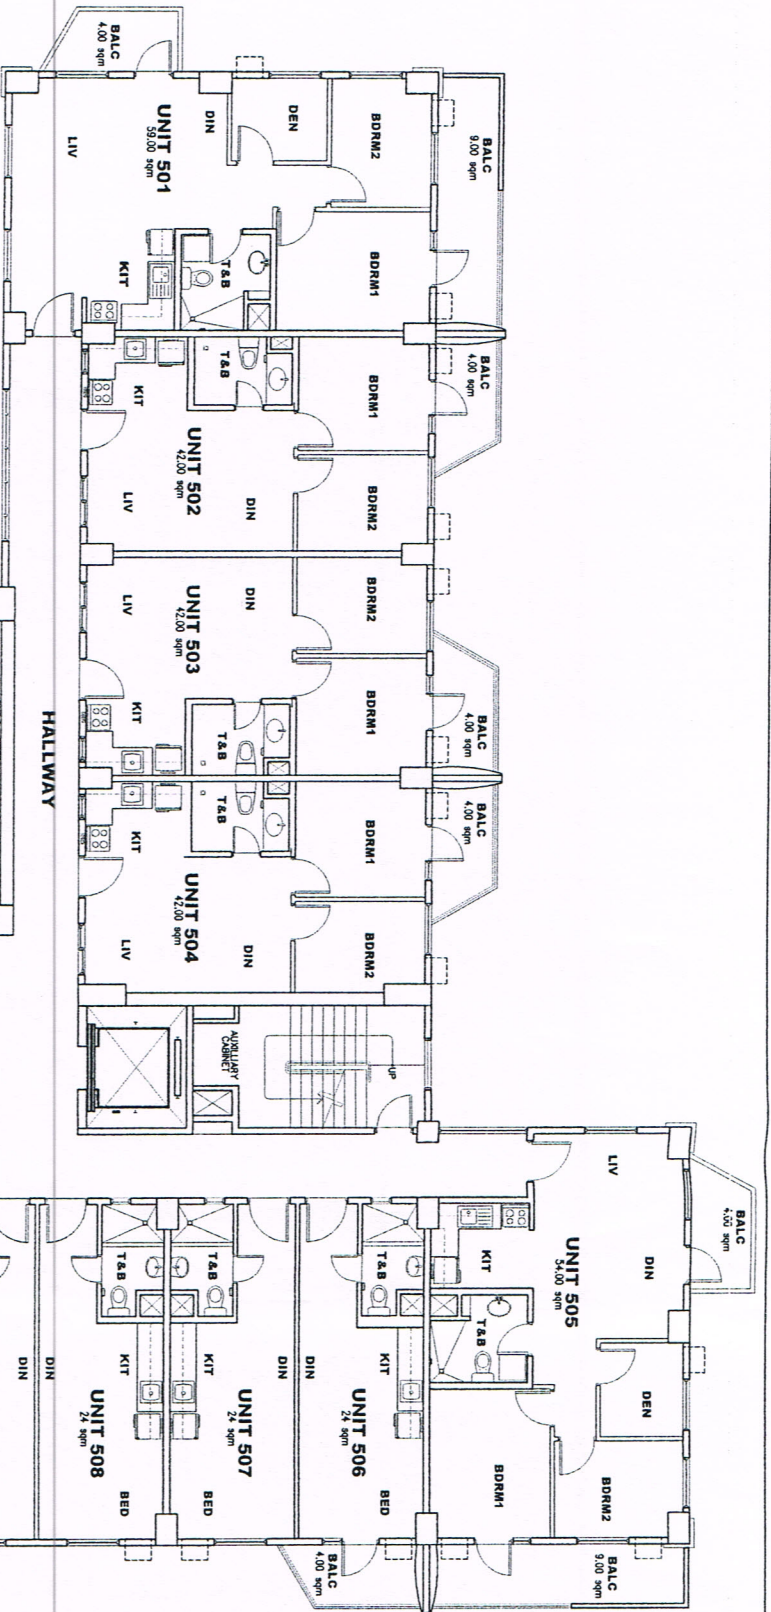 BALC
4.00 sqm
BALC
9.00 sqm
BDRM2
DEN
DIN
UNIT 501
59.00 sqm
LIV
BDRM1
T&B
KIT
BALC
4.00 sqm
BDRM1
T&B
KIT
UNIT 502
42.00 sqm
BDRM2
DIN
LIV
BDRM2
DIN
LIV
UNIT 503
42.00 sqm
BDRM1
BALC
4.00 sqm
T&B
KIT
HALLWAY
BALC
4.00 sqm
BDRM1
T&B
KIT
UNIT 504
42.00 sqm
BDRM2
DIN
LIV
AUXILLIARY
CABINET
UP
BALC
4.00 sqm
LIV
DIN
UNIT 505
54.00 sqm
KIT
T&B
DEN
BDRM2
BDRM1
BALC
9.00 sqm
T&B
KIT
DIN
UNIT 506
24 sqm
BED
BALC
4.00 sqm
T&B
KIT
DIN
UNIT 507
24 sqm
BED
T&B
KIT
DIN
UNIT 508
24 sqm
BED
DIN